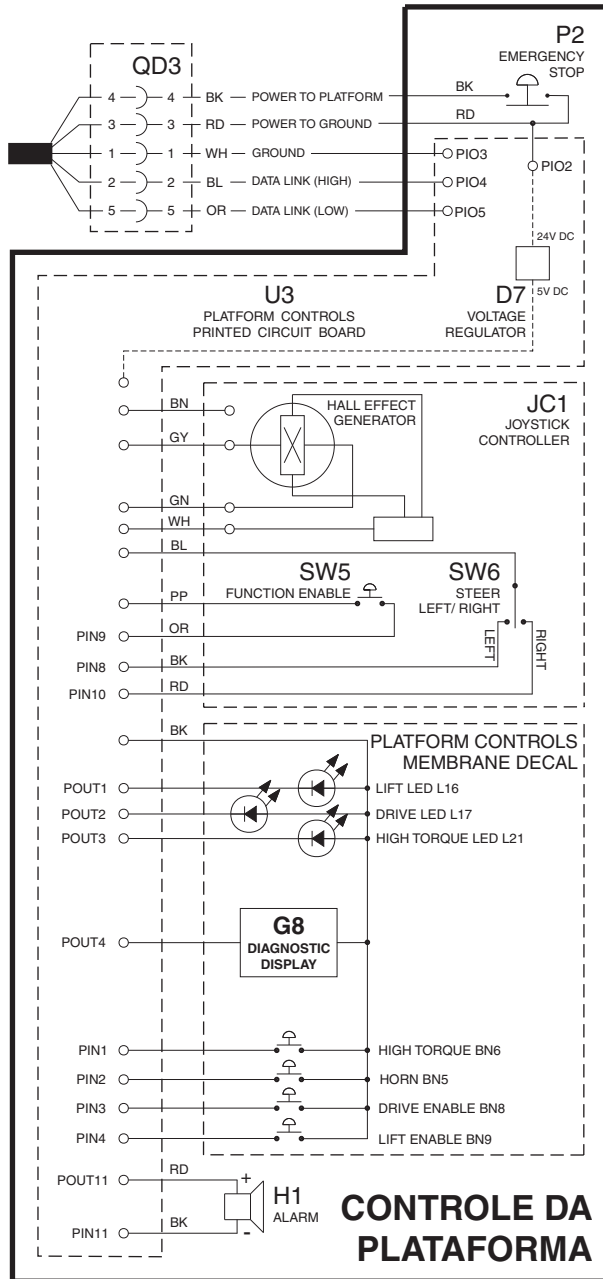 P2
EMERGENCY
STOP
QD3
4 4 BK POWER TO PLATFORM BK
3 3 RD POWER TO GROUND RD
1 1 WH GROUND PIO3
PIO2
2 2 BL DATA LINK (HIGH) PIO4
5 5 OR DATA LINK (LOW) PIO5
24V DC
U3
PLATFORM CONTROLS
PRINTED CIRCUIT BOARD
D7
VOLTAGE
REGULATOR
5V DC
JC1
JOYSTICK
CONTROLLER
HALL EFFECT
GENERATOR
BN
GY
GN
WH
BL
SW5
FUNCTION ENABLE
SW6
STEER
LEFT/ RIGHT
PP
PIN9 OR
LEFT
RIGHT
PIN8 BK
PIN10 RD
BK
PLATFORM CONTROLS
MEMBRANE DECAL
POUT1 LIFT LED L16
POUT2 DRIVE LED L17
POUT3 HIGH TORQUE LED L21
POUT4
G8
DIAGNOSTIC
DISPLAY
PIN1 HIGH TORQUE BN6
PIN2 HORN BN5
PIN3 DRIVE ENABLE BN8
PIN4 LIFT ENABLE BN9
POUT11 RD +
H1
ALARM
PIN11 BK -
CONTROLE DA
PLATAFORMA